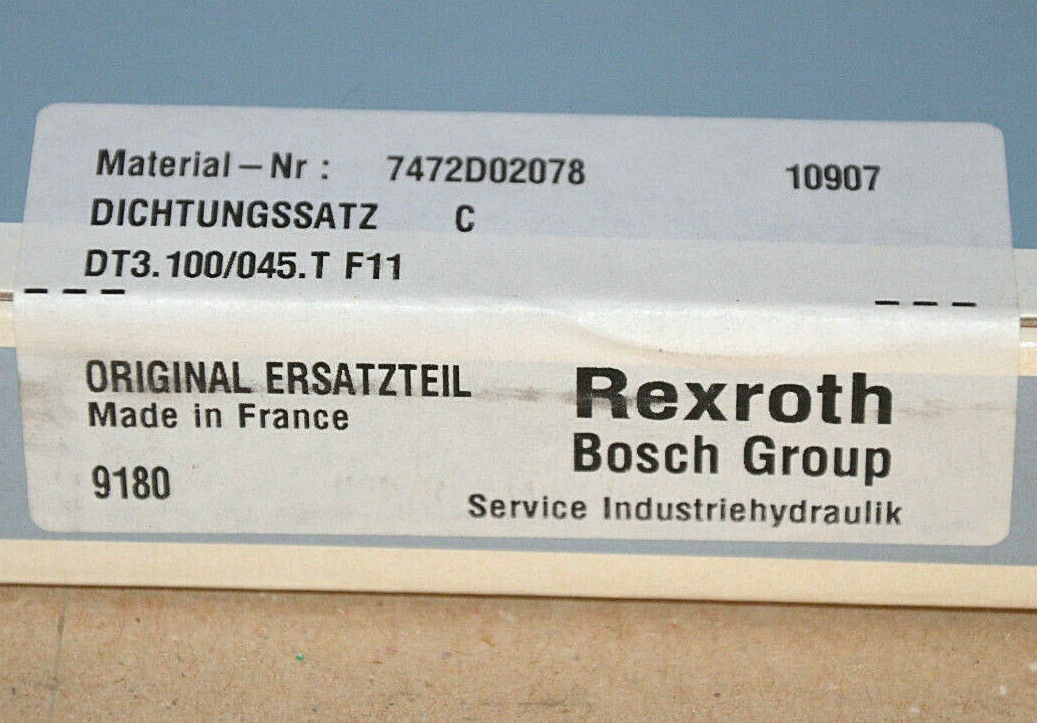 Material – Nr : 7472D02078 10907
DICHTUNGSSATZ C
DT3.100/045.T F11
ORIGINAL ERSATZTEIL
Made in France
9180
Rexroth
Bosch Group
Service Industriehydraulik